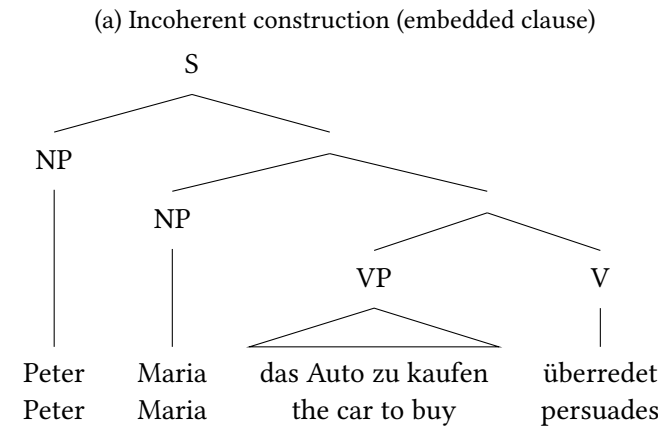 (a) Incoherent construction (embedded clause)
S
NP
NP
VP V
Peter Maria das Auto zu kaufen überredet
Peter Maria the car to buy persuades